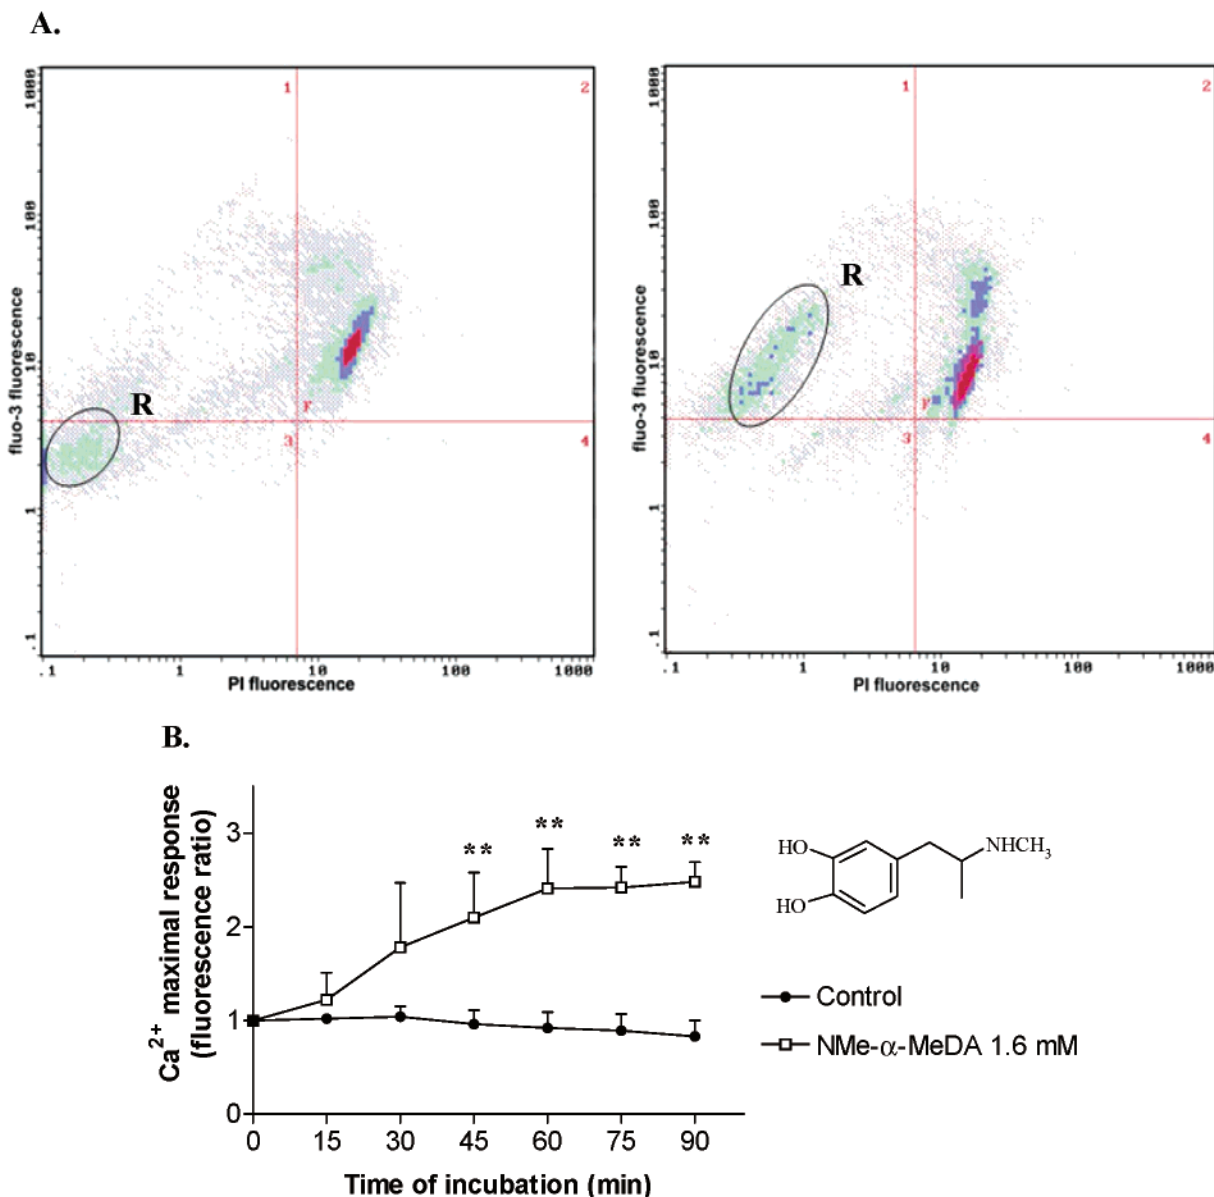 A.
1000
100
10
1
.1
fluo-3 fluorescence
1
2
3
4
R
r
.1
1
10
100
1000
PI fluorescence
1000
100
10
1
.1
fluo-3 fluorescence
1
2
3
4
R
r
.1
1
10
100
1000
PI fluorescence
B.
Ca2+ maximal response
(fluorescence ratio)
3
2
1
0
**
**
**
**
0 15 30 45 60 75 90
Time of incubation (min)
HO
HO
NHCH3
Control
NMe-α-MeDA 1.6 mM